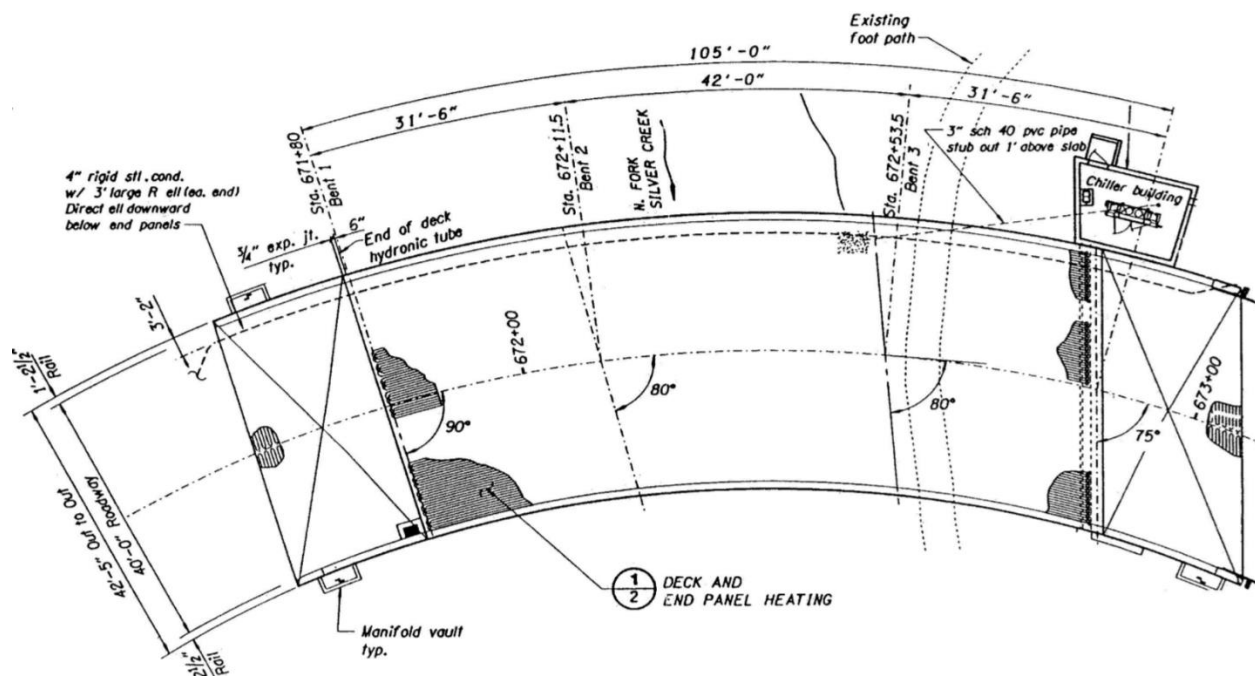 Existing
foot path
105'-0"
42'-0"
31'-6"
31'-6"
3" sch 40 pvc pipe
stub out 1' above slab
4" rigid stl.cond.
w/ 3' large R ell(ea. end)
Direct ell downward
below end panels
Sta. 671+80
Bent 1
Sta. 672+11.5
Bent 2
N. FORK
SILVER CREEK
Sta. 672+53.5
Bent 3
Chiller building
3/4" exp. jt.
typ.
6"
End of deck
hydronic tube
3'-2"
1'-2½"
Rail
672+00
673+00
80°
80°
90°
75°
42'-5" Out to Out
40'-0" Roadway
2½"
Rail
1
2
DECK AND
END PANEL HEATING
Manifold vault
typ.